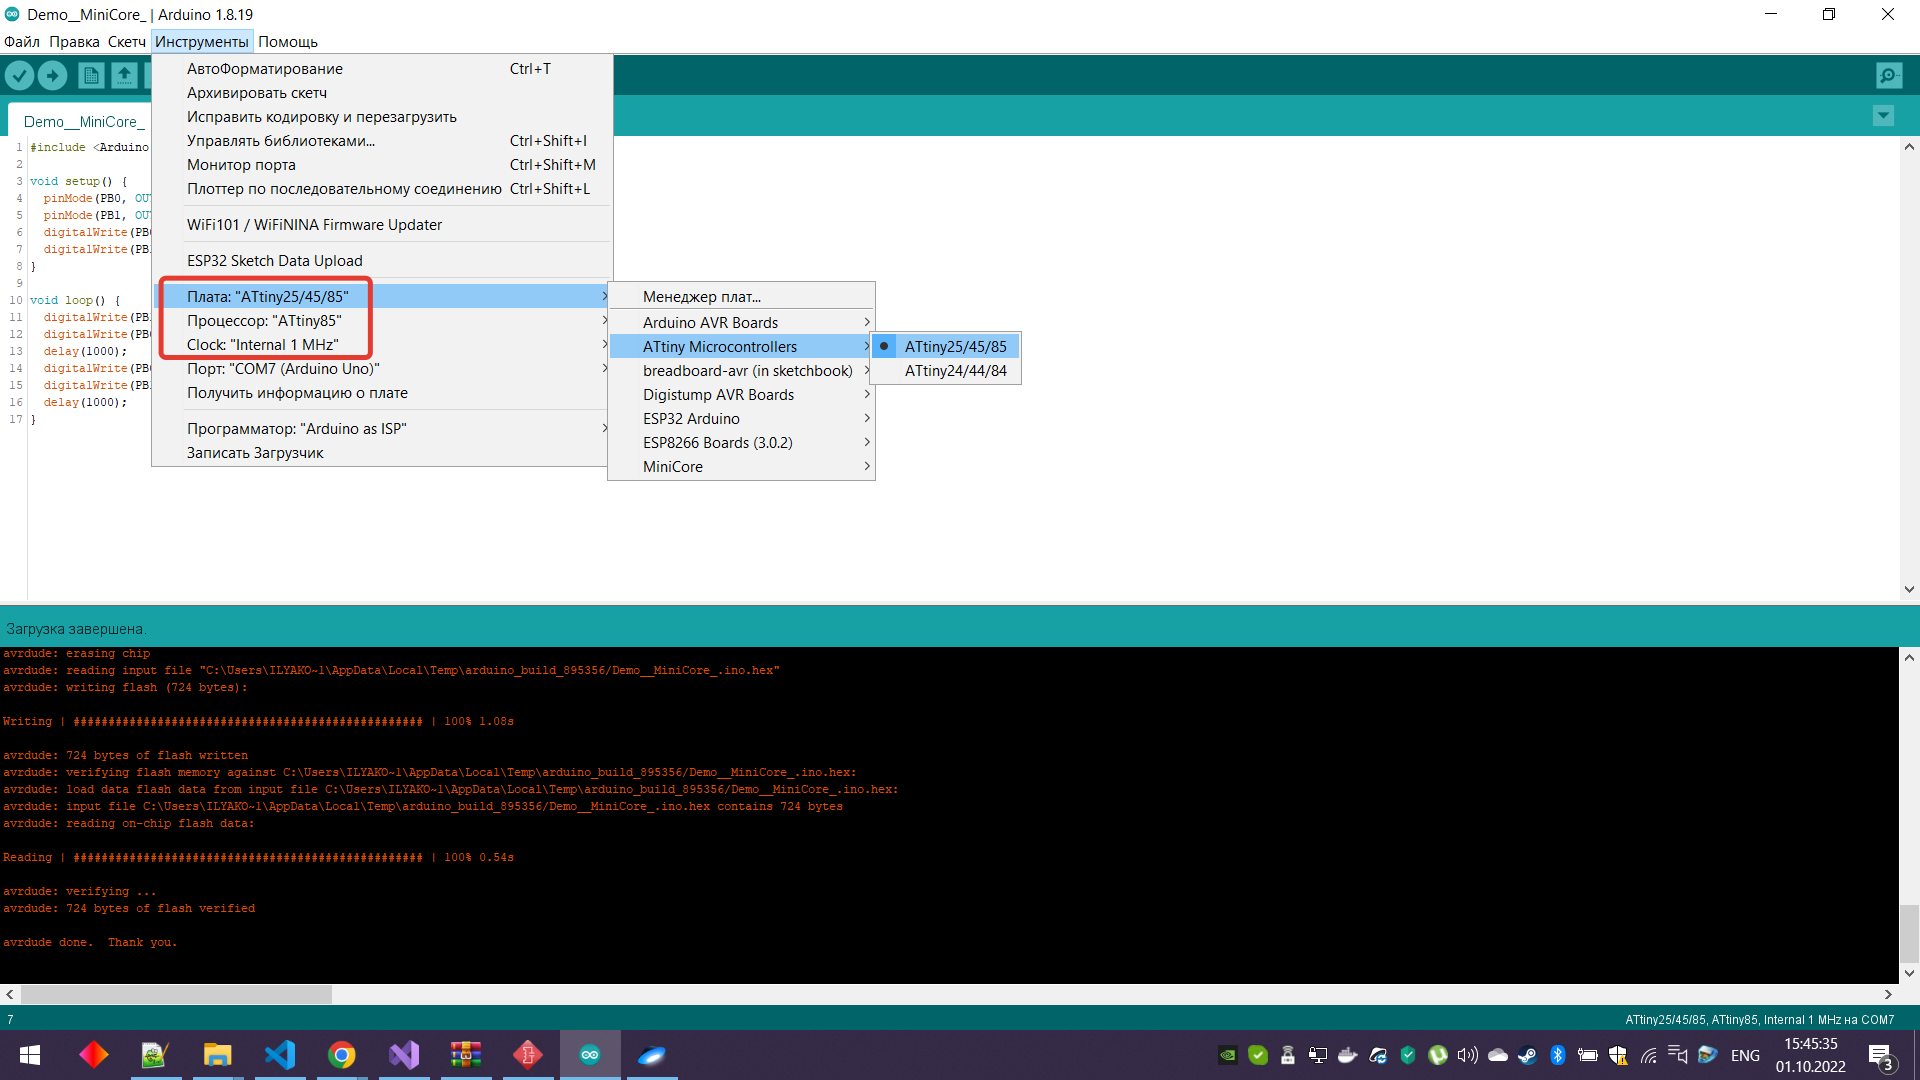 Demo__MiniCore_ | Arduino 1.8.19
Файл Правка Скетч Инструменты Помощь
АвтоФорматирование Ctrl+T
Архивировать скетч
Исправить кодировку и перезагрузить
Управлять библиотеками... Ctrl+Shift+I
Монитор порта Ctrl+Shift+M
Плоттер по последовательному соединению Ctrl+Shift+L
WiFi101 / WiFiNINA Firmware Updater
ESP32 Sketch Data Upload
Плата: "ATtiny25/45/85"
Процессор: "ATtiny85"
Clock: "Internal 1 MHz"
Порт: "COM7 (Arduino Uno)"
Получить информацию о плате
Программатор: "Arduino as ISP"
Записать Загрузчик
Менеджер плат...
Arduino AVR Boards
ATtiny Microcontrollers
breadboard-avr (in sketchbook)
Digistump AVR Boards
ESP32 Arduino
ESP8266 Boards (3.0.2)
MiniCore
ATtiny25/45/85
ATtiny24/44/84
Demo__MiniCore_
1 #include <Arduino
2
3 void setup() {
4 pinMode(PB0, OU
5 pinMode(PB1, OU
6 digitalWrite(PB
7 digitalWrite(PB
8 }
9
10 void loop() {
11 digitalWrite(PB
12 digitalWrite(PB
13 delay(1000);
14 digitalWrite(PB
15 digitalWrite(PB
16 delay(1000);
17 }
Загрузка завершена.
avrdude: erasing chip
avrdude: reading input file "C:\Users\ILYAKO~1\AppData\Local\Temp\arduino_build_895356/Demo__MiniCore_.ino.hex"
avrdude: writing flash (724 bytes):
Writing | ################################################## | 100% 1.08s
avrdude: 724 bytes of flash written
avrdude: verifying flash memory against C:\Users\ILYAKO~1\AppData\Local\Temp\arduino_build_895356/Demo__MiniCore_.ino.hex:
avrdude: load data flash data from input file C:\Users\ILYAKO~1\AppData\Local\Temp\arduino_build_895356/Demo__MiniCore_.ino.hex:
avrdude: input file C:\Users\ILYAKO~1\AppData\Local\Temp\arduino_build_895356/Demo__MiniCore_.ino.hex contains 724 bytes
avrdude: reading on-chip flash data:
Reading | ################################################## | 100% 0.54s
avrdude: verifying ...
avrdude: 724 bytes of flash verified
avrdude done.  Thank you.
7
ATtiny25/45/85, ATtiny85, Internal 1 MHz на COM7
ENG
15:45:35
01.10.2022
3